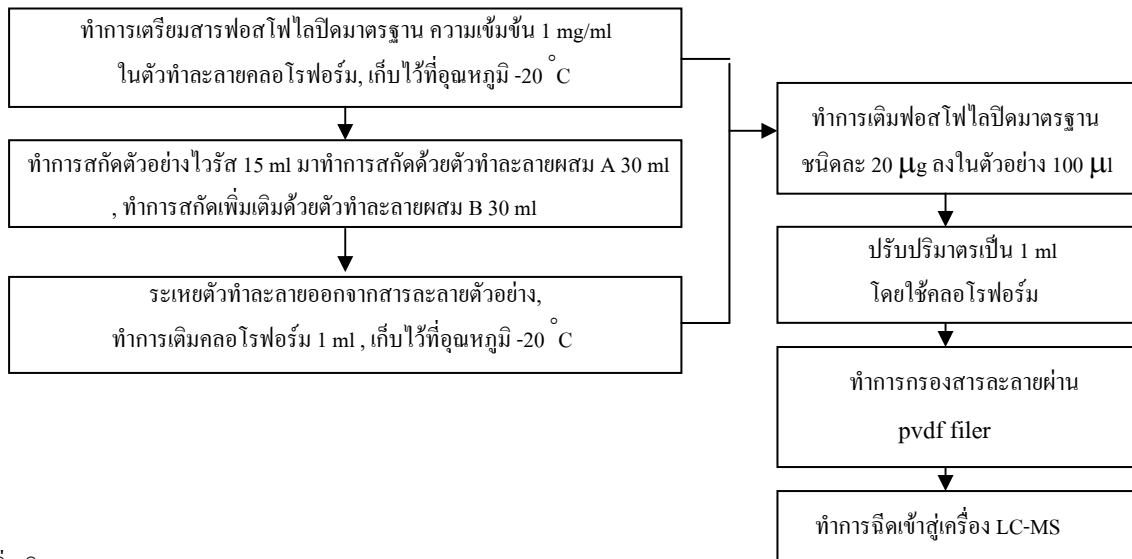 ทำการเตรียมสารฟอสโฟไลปิดมาตรฐาน ความเข้มข้น 1 mg/ml
ในตัวทำละลายคลอโรฟอร์ม, เก็บไว้ที่อุณหภูมิ -20 °C
ทำการสกัดตัวอย่างไวรัส 15 ml มาทำการสกัดด้วยตัวทำละลายผสม A 30 ml
, ทำการสกัดเพิ่มเติมด้วยตัวทำละลายผสม B 30 ml
ระเหยตัวทำละลายออกจากสารละลายตัวอย่าง,
ทำการเติมคลอโรฟอร์ม 1 ml , เก็บไว้ที่อุณหภูมิ -20 °C
ทำการเติมฟอสโฟไลปิดมาตรฐาน
ชนิดละ 20 μg ลงในตัวอย่าง 100 μl
ปรับปริมาตรเป็น 1 ml
โดยใช้คลอโรฟอร์ม
ทำการกรองสารละลายผ่าน
pvdf filer
ทำการฉีดเข้าสู่เครื่อง LC-MS